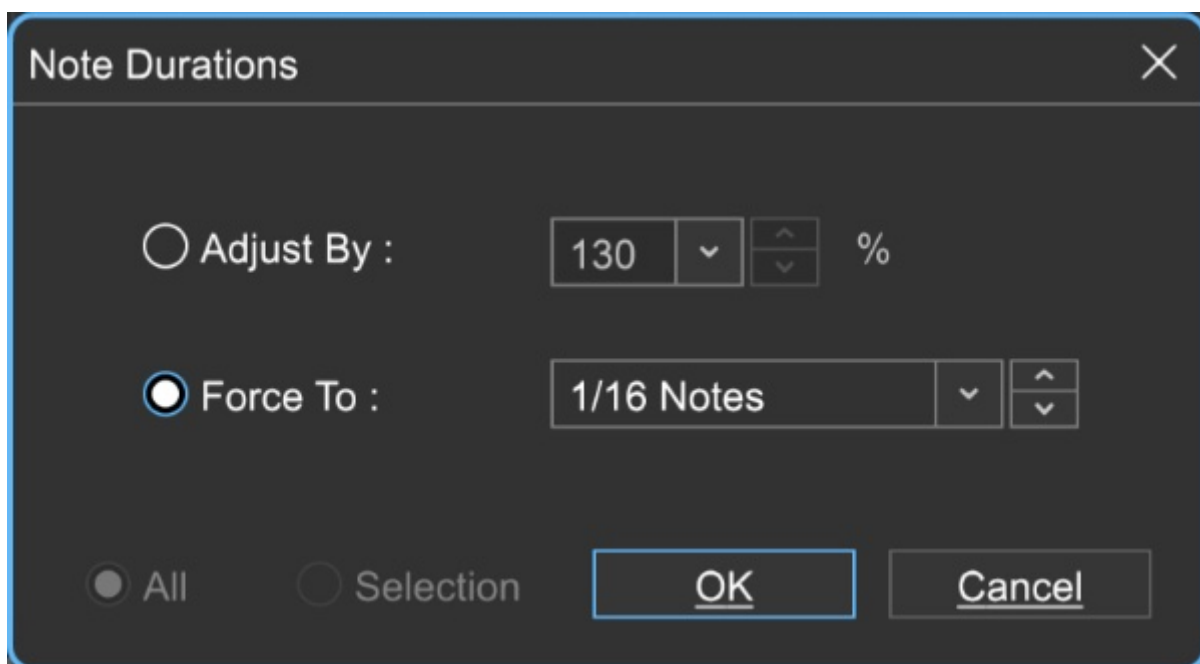 Note Durations
Adjust By : 130 %
Force To : 1/16 Notes
All Selection OK Cancel